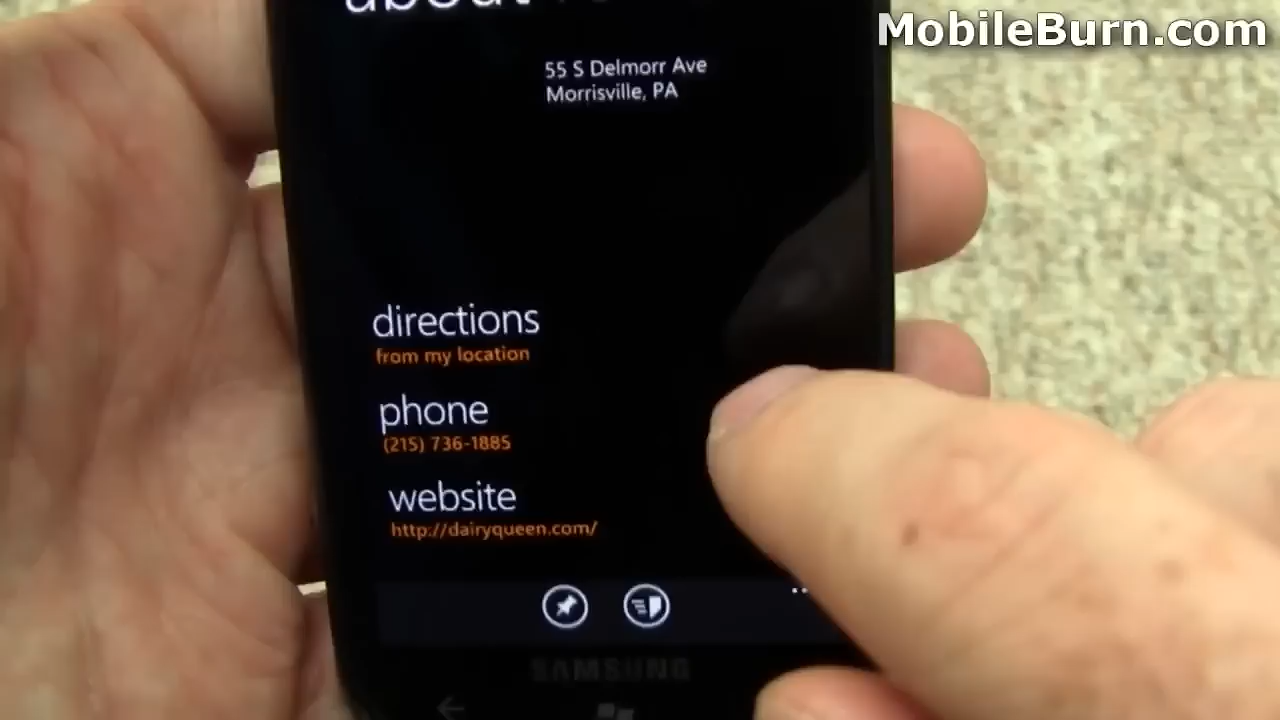 MobileBurn.com
about
55 S Delmorr Ave
Morrisville, PA
directions
from my location
phone
(215) 736-1885
website
http://dairyqueen.com/
SAMSUNG